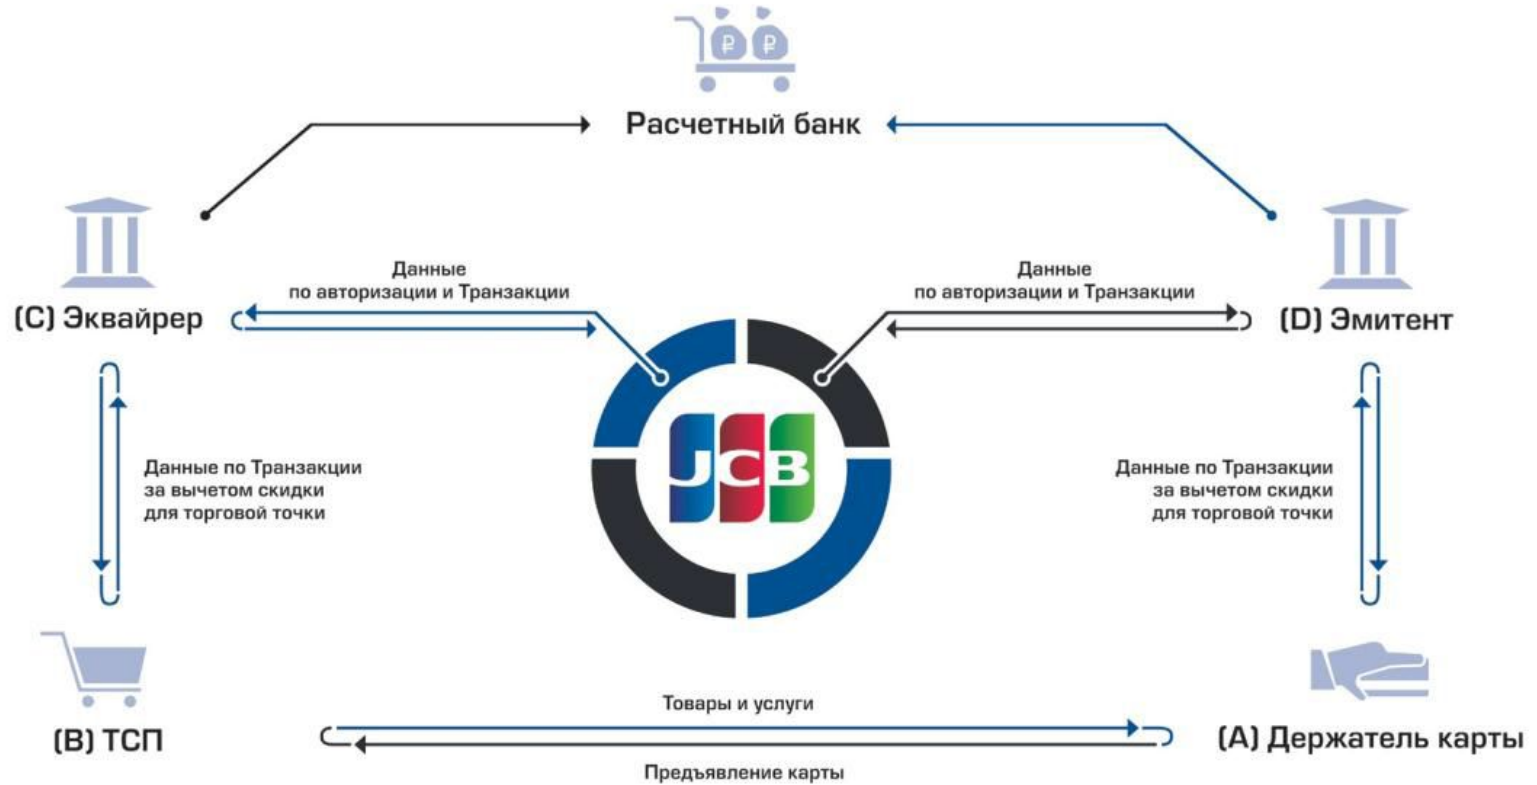 ₽ ₽
Расчетный банк
Данные
по авторизации и Транзакции
Данные
по авторизации и Транзакции
(C) Эквайрер
(D) Эмитент
JCB
Данные по Транзакции
за вычетом скидки
для торговой точки
Данные по Транзакции
за вычетом скидки
для торговой точки
Товары и услуги
(B) ТСП
(A) Держатель карты
Предъявление карты